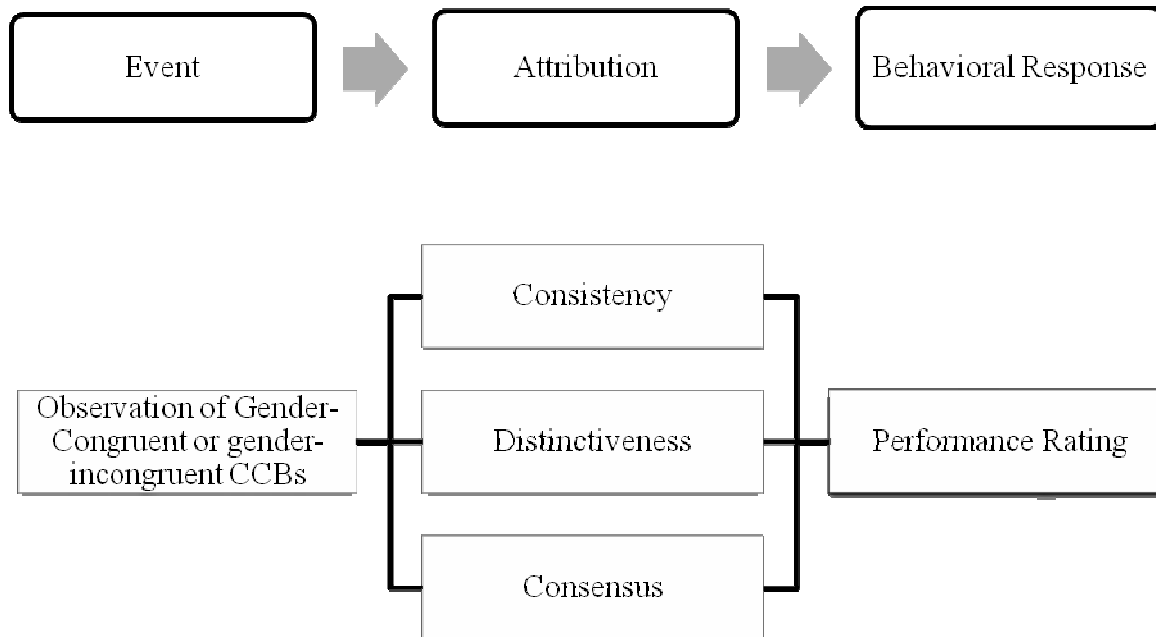 Event
Attribution
Behavioral Response
Consistency
Observation of Gender-
Congruent or gender-
incongruent CCBs
Distinctiveness
Performance Rating
Consensus